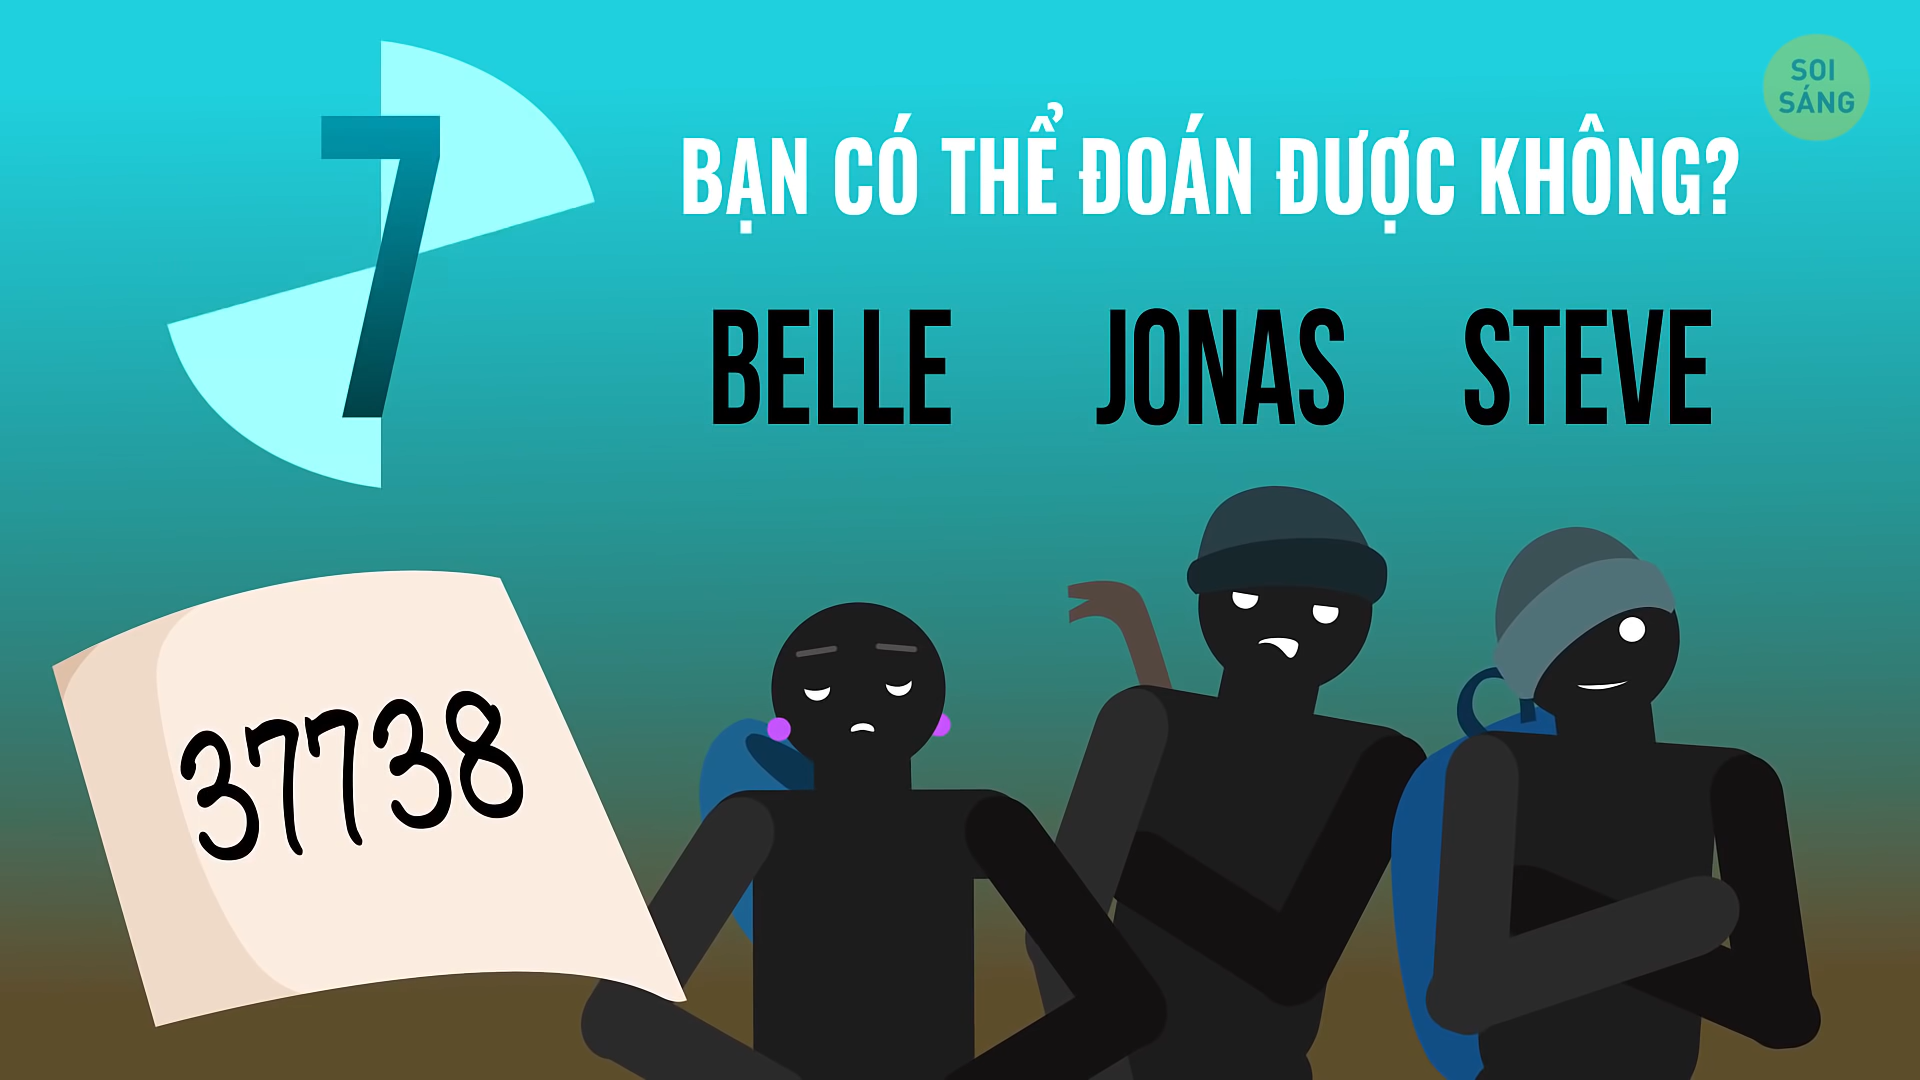 7
BẠN CÓ THỂ ĐOÁN ĐƯỢC KHÔNG?
SOI
SÁNG
BELLE JONAS STEVE
37738